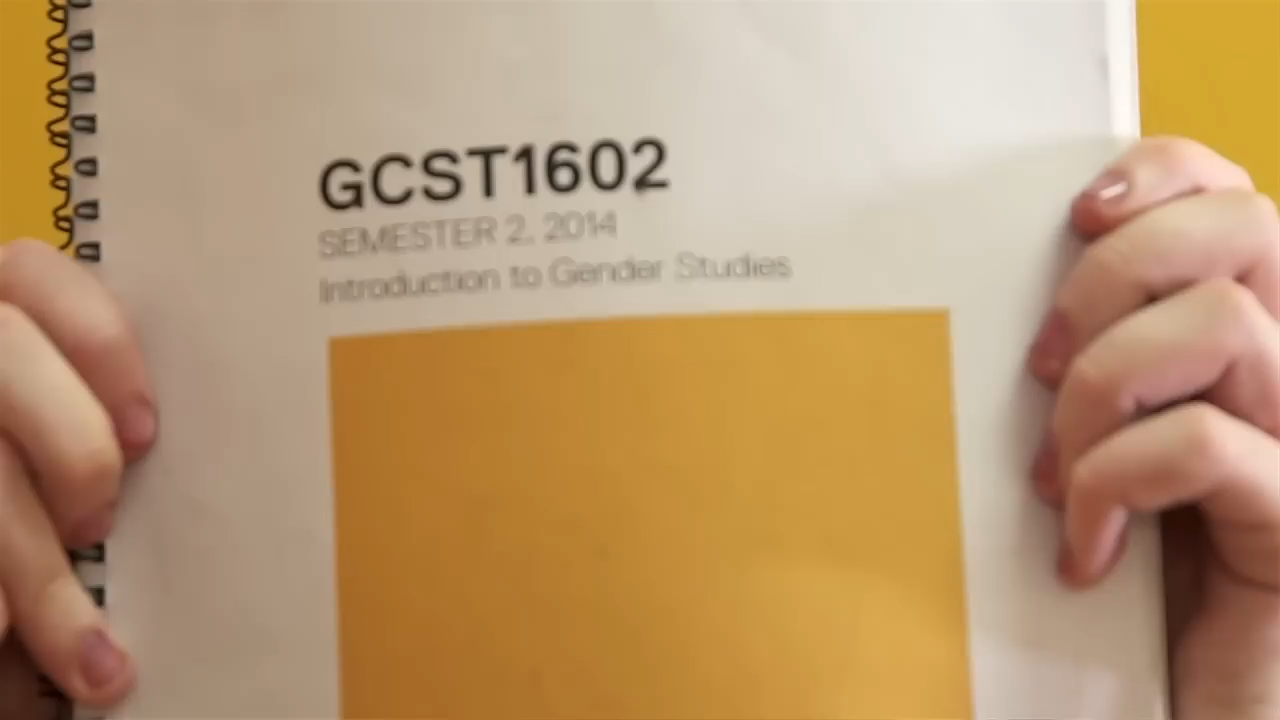 GCST1602
SEMESTER 2, 2014
Introduction to Gender Studies